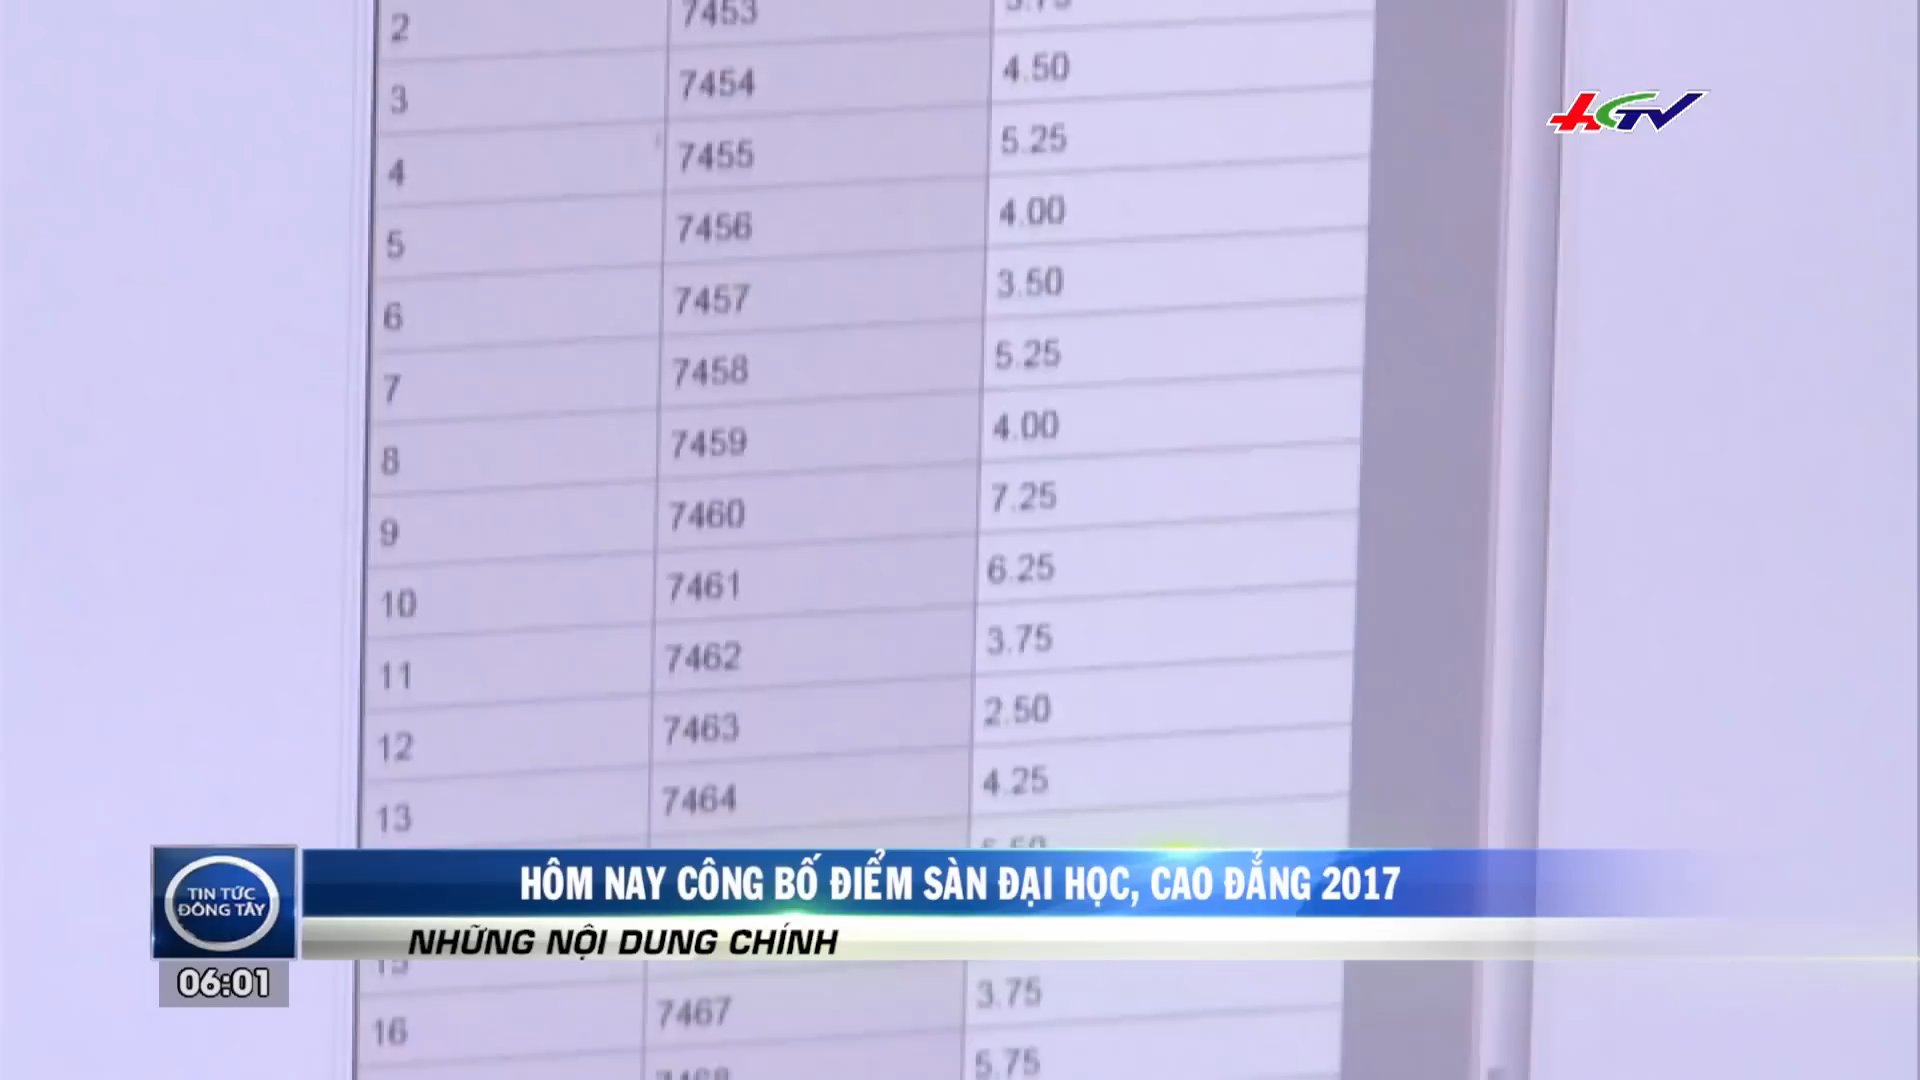 2 7453
3 7454 4.50
4 7455 5.25
5 7456 4.00
6 7457 3.50
7 7458 5.25
8 7459 4.00
9 7460 7.25
10 7461 6.25
11 7462 3.75
12 7463 2.50
13 7464 4.25
16 7467 3.75
5.75
HGTV
HÔM NAY CÔNG BỐ ĐIỂM SÀN ĐẠI HỌC, CAO ĐẲNG 2017
NHỮNG NỘI DUNG CHÍNH
TIN TỨC
ĐÔNG TÂY
06:01